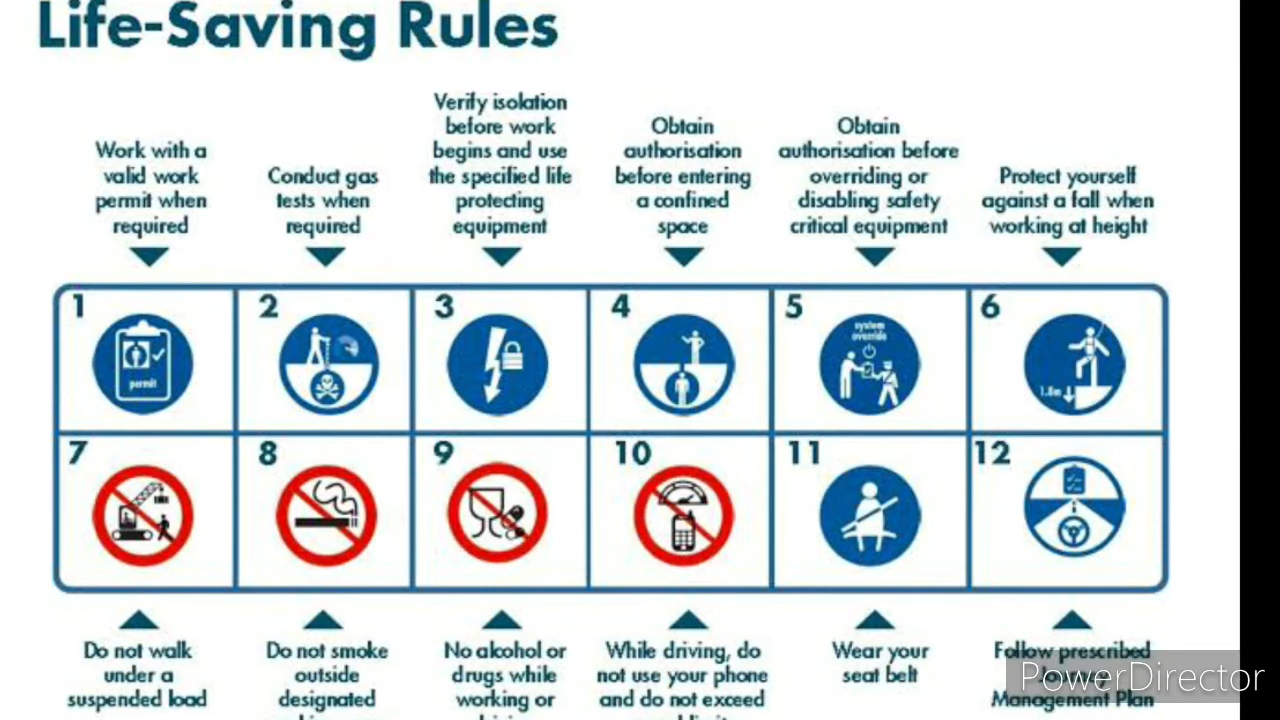 Life-Saving Rules
Work with a
valid work
permit when
required
Conduct gas
tests when
required
Verify isolation
before work
begins and use
the specified life
protecting
equipment
Obtain
authorisation
before entering
a confined
space
Obtain
authorisation before
overriding or
disabling safety
critical equipment
Protect yourself
against a fall when
working at height
1
permit
2
3
4
5
system
override
6
1.8m
7
8
9
10
11
12
Do not walk
under a
suspended load
Do not smoke
outside
designated
No alcohol or
drugs while
working or
While driving, do
not use your phone
and do not exceed
Wear your
seat belt
Follow prescribed
Management Plan
PowerDirector